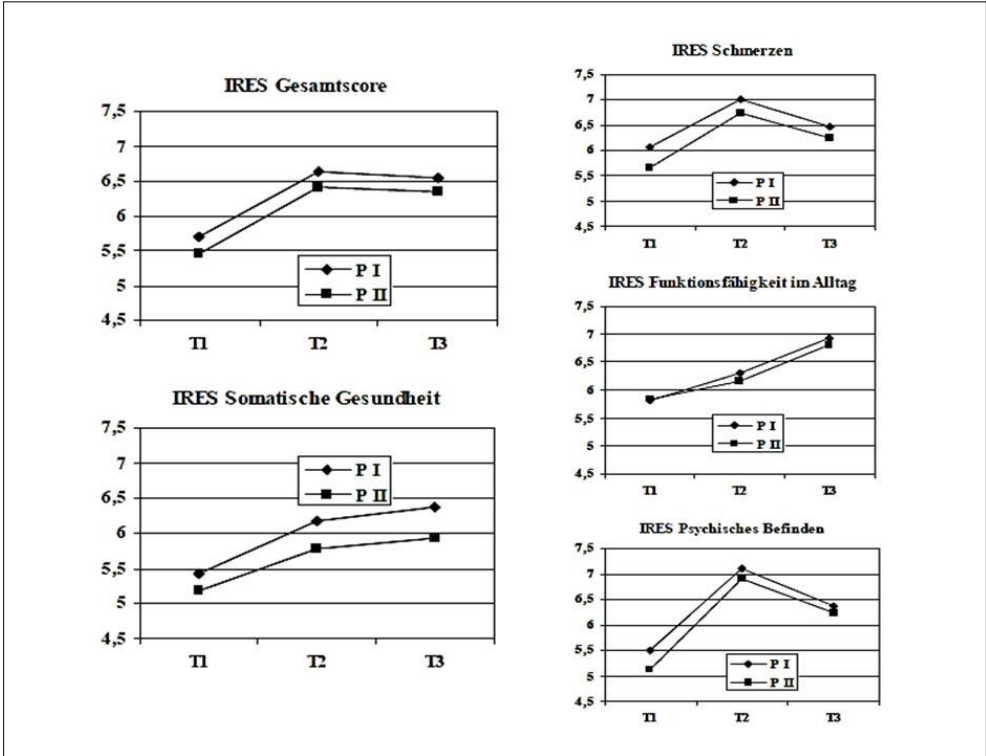 IRES Gesamtscore
7,5
7
6,5
6
5,5
5
4,5
P I
P II
T1 T2 T3
IRES Somatische Gesundheit
7,5
7
6,5
6
5,5
5
4,5
P I
P II
T1 T2 T3
IRES Schmerzen
7,5
7
6,5
6
5,5
5
4,5
P I
P II
T1 T2 T3
IRES Funktionsfähigkeit im Alltag
7,5
7
6,5
6
5,5
5
4,5
P I
P II
T1 T2 T3
IRES Psychisches Befinden
7,5
7
6,5
6
5,5
5
4,5
P I
P II
T1 T2 T3